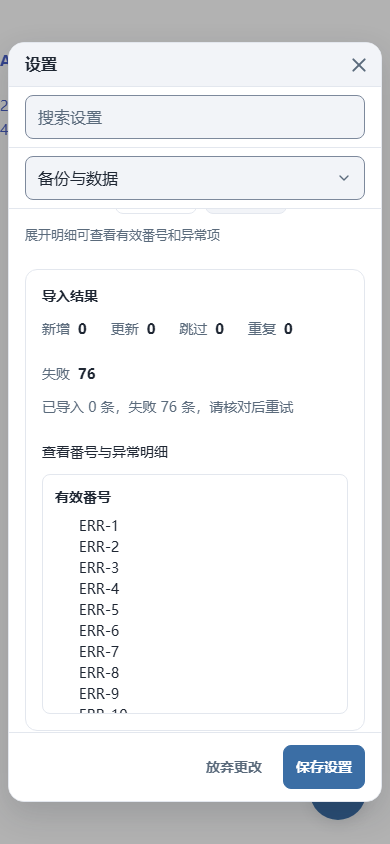 设置
搜索设置
备份与数据
展开明细可查看有效番号和异常项
导入结果
新增 0 更新 0 跳过 0 重复 0
失败 76
已导入 0 条，失败 76 条，请核对后重试
查看番号与异常明细
有效番号
ERR-1
ERR-2
ERR-3
ERR-4
ERR-5
ERR-6
ERR-7
ERR-8
ERR-9
ERR-10
放弃更改 保存设置